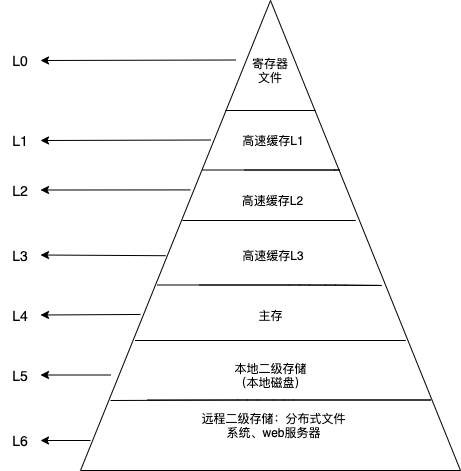 L0
寄存器
文件
L1
高速缓存L1
L2
高速缓存L2
L3
高速缓存L3
L4
主存
L5
本地二级存储
（本地磁盘）
L6
远程二级存储：分布式文件
系统、web服务器